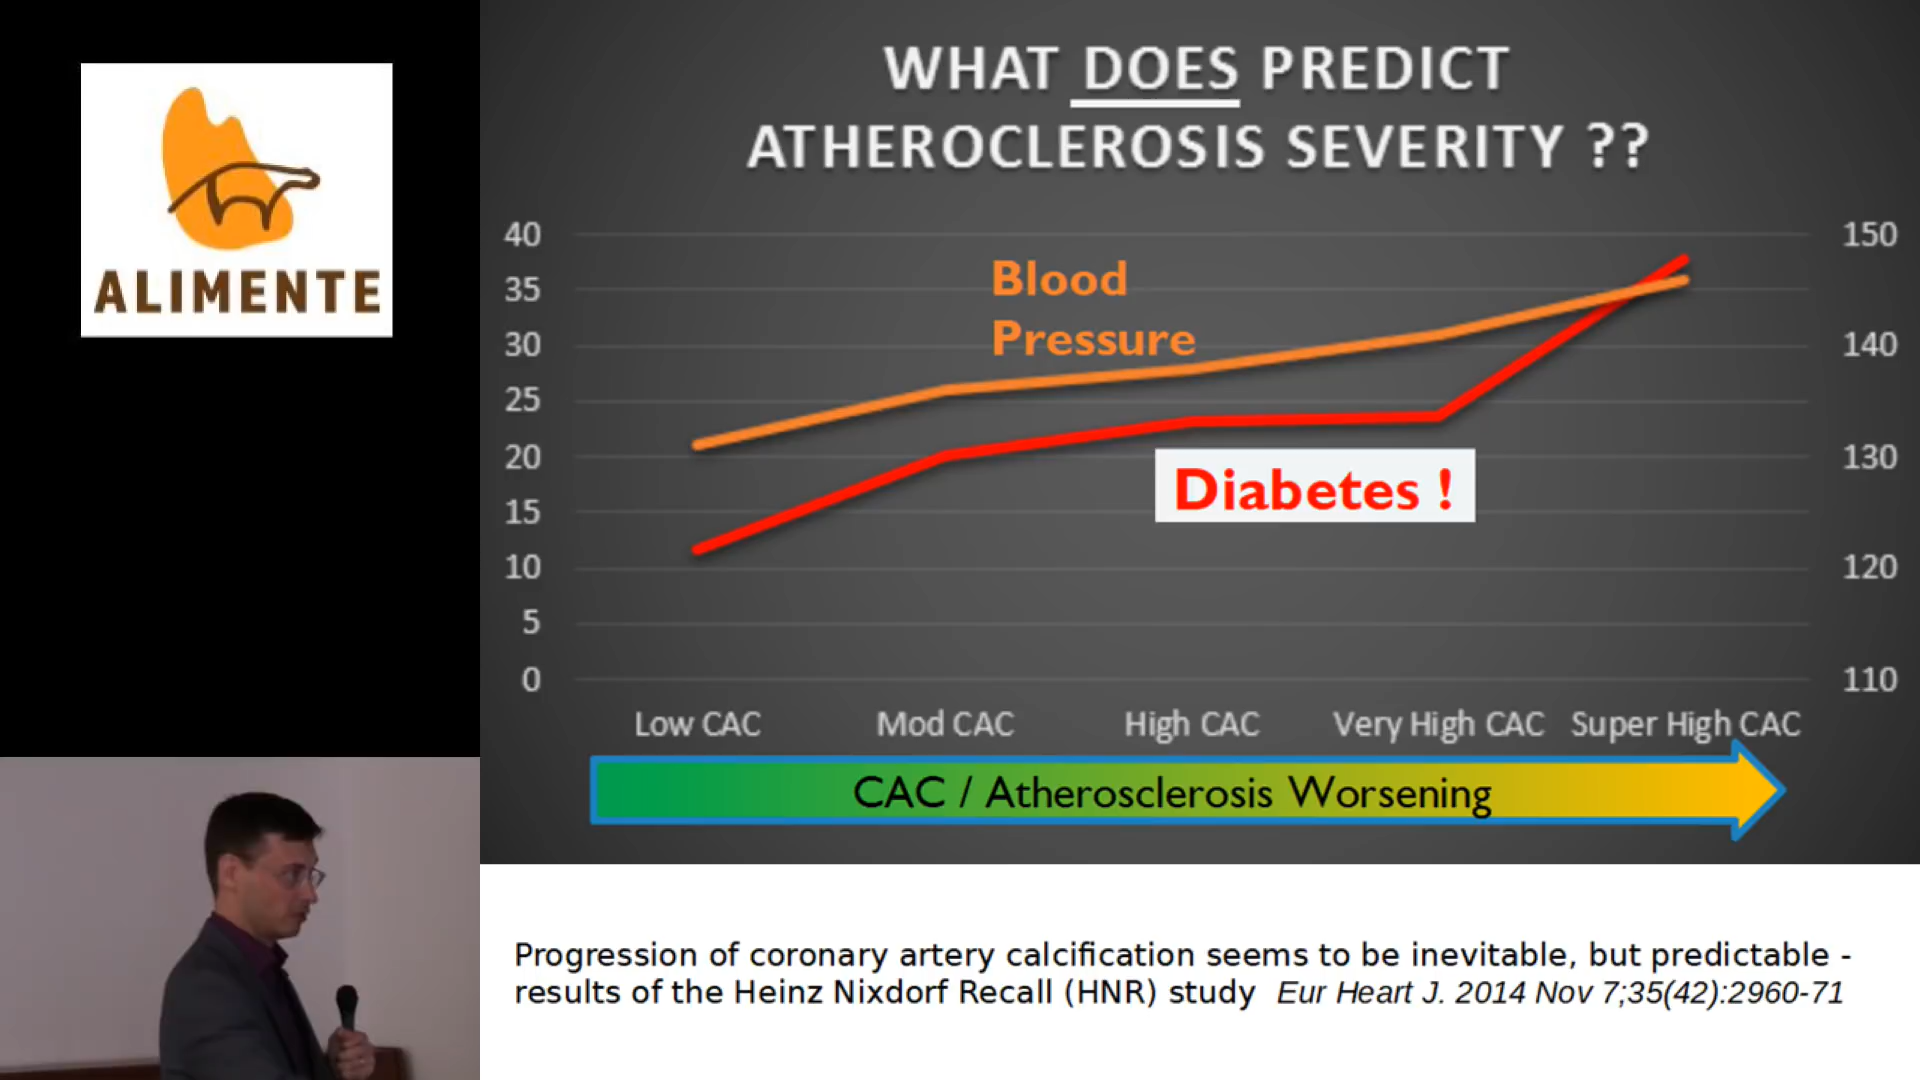 ALIMENTE
WHAT DOES PREDICT
ATHEROCLEROSIS SEVERITY ??
40
35
30
25
20
15
10
5
0
150
140
130
120
110
Blood
Pressure
Diabetes !
Low CAC
Mod CAC
High CAC
Very High CAC
Super High CAC
CAC / Atherosclerosis Worsening
Progression of coronary artery calcification seems to be inevitable, but predictable -
results of the Heinz Nixdorf Recall (HNR) study Eur Heart J. 2014 Nov 7;35(42):2960-71